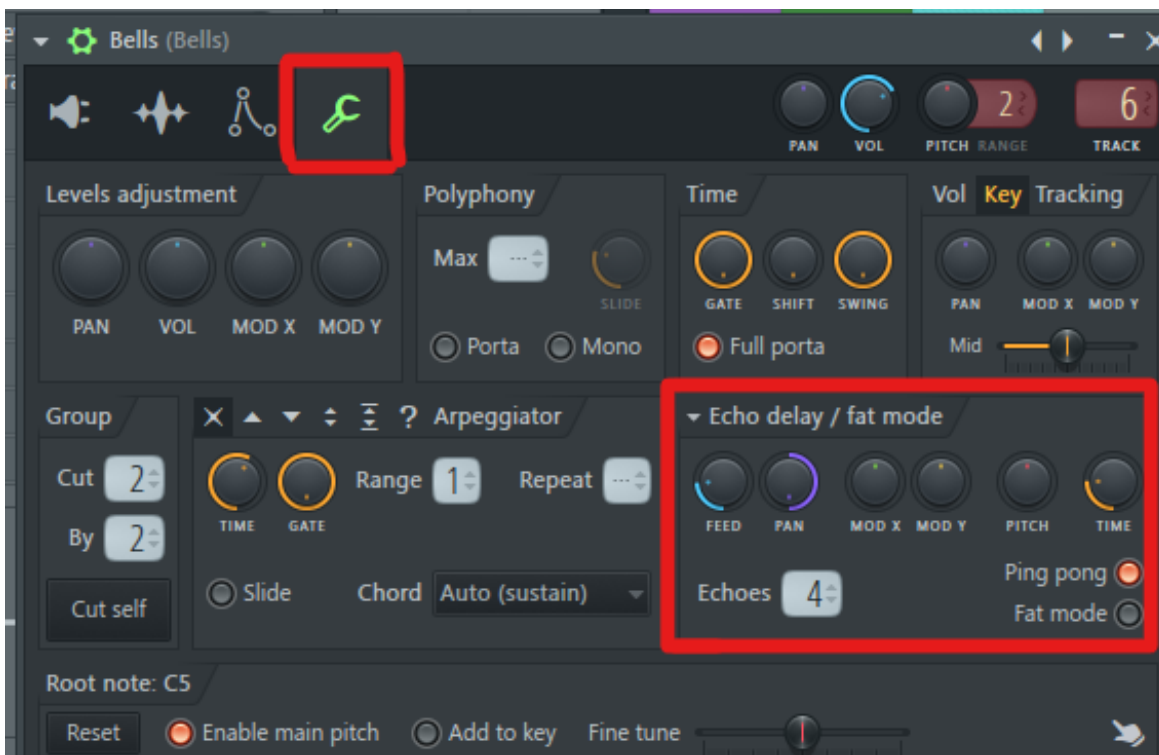 Bells (Bells)
PAN VOL PITCH RANGE 2 6 TRACK
Levels adjustment
PAN VOL MOD X MOD Y
Polyphony
Max ---
SLIDE
Porta Mono
Time
GATE SHIFT SWING
Full porta
Vol Key Tracking
PAN MOD X MOD Y
Mid
Group
Cut 2
By 2
Cut self
? Arpeggiator
TIME GATE Range 1 Repeat ---
Slide Chord Auto (sustain)
Echo delay / fat mode
FEED PAN MOD X MOD Y PITCH TIME
Echoes 4
Ping pong
Fat mode
Root note: C5
Reset Enable main pitch Add to key Fine tune